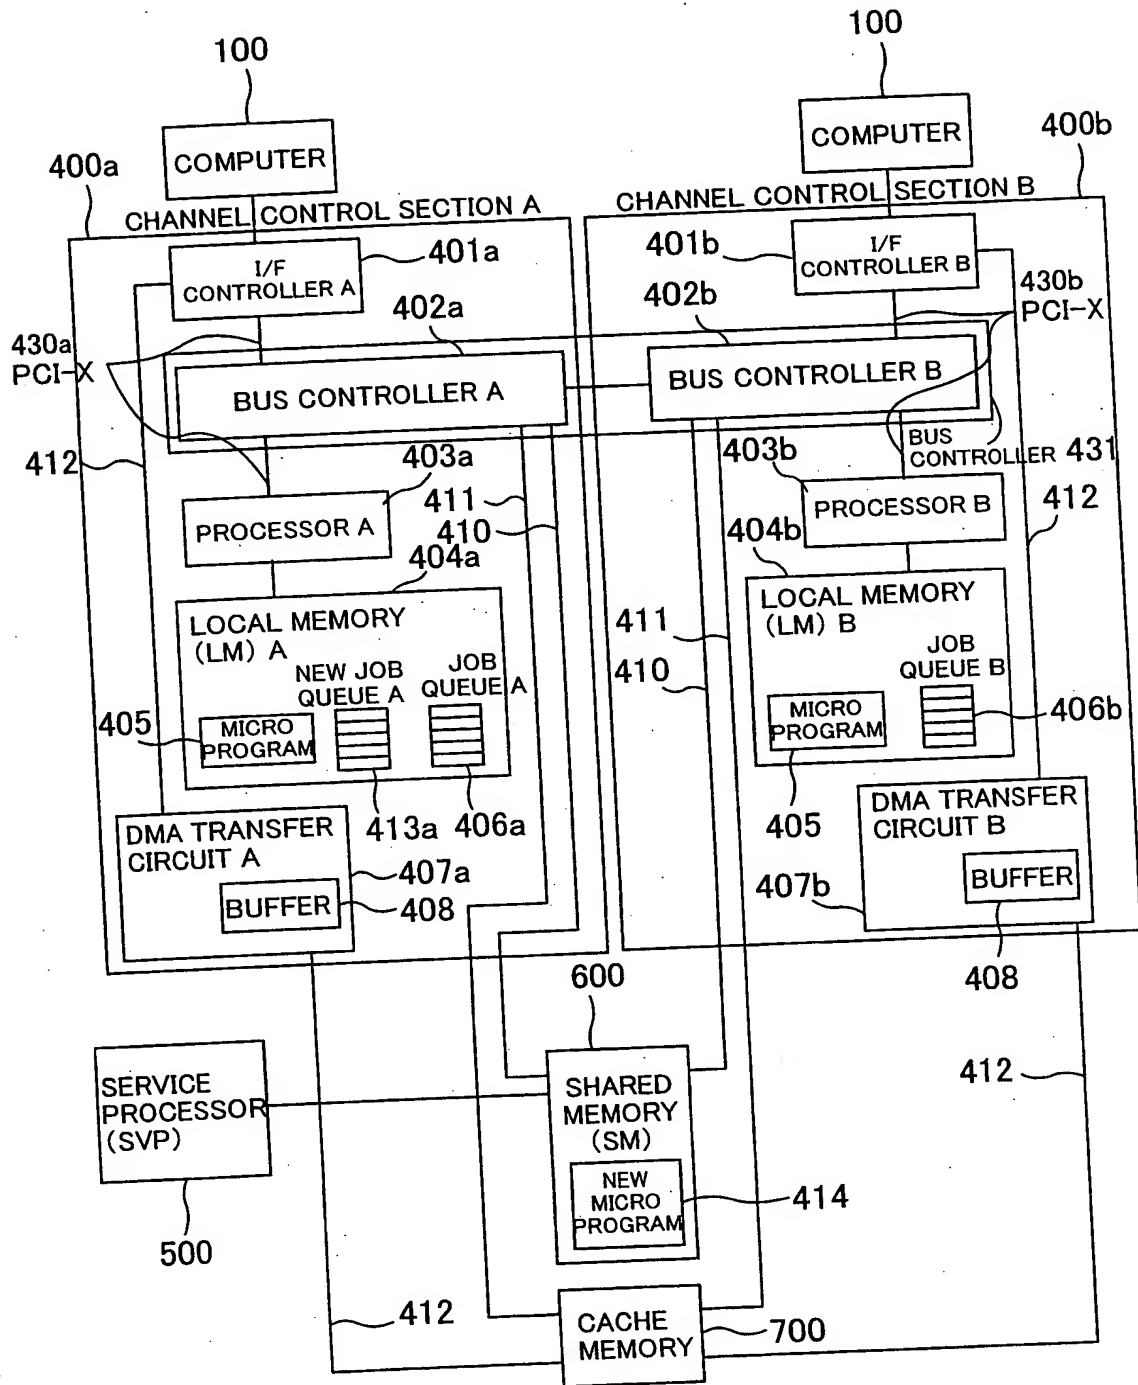 100
100
COMPUTER
COMPUTER
400a
400b
CHANNEL CONTROL SECTION A
CHANNEL CONTROL SECTION B
I/F
CONTROLLER A
401a
401b
I/F
CONTROLLER B
402a
402b
430b
PCI-X
430a
PCI-X
BUS CONTROLLER A
BUS CONTROLLER B
412
403a
411
410
403b
BUS
CONTROLLER 431
PROCESSOR A
PROCESSOR B
412
404a
404b
LOCAL MEMORY
(LM) A
LOCAL MEMORY
(LM) B
411
410
NEW JOB
QUEUE A
JOB
QUEUE A
JOB
QUEUE B
405
MICRO
PROGRAM
MICRO
PROGRAM
406b
413a
406a
405
DMA TRANSFER
CIRCUIT A
407a
BUFFER
408
DMA TRANSFER
CIRCUIT B
407b
BUFFER
408
600
SERVICE
PROCESSOR
(SVP)
500
SHARED
MEMORY
(SM)
NEW
MICRO
PROGRAM
414
412
412
CACHE
MEMORY
700